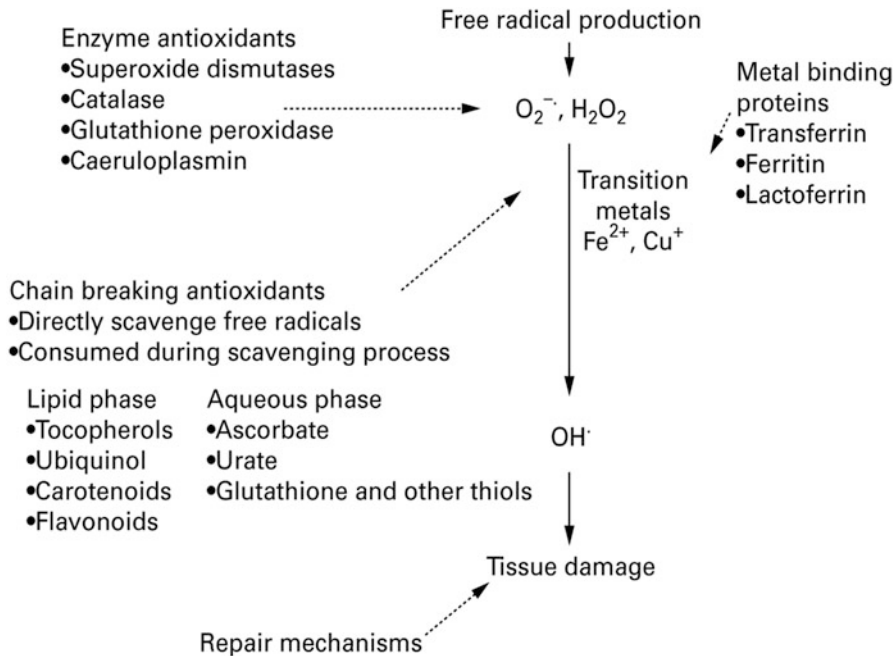 Free radical production
Enzyme antioxidants
•Superoxide dismutases
•Catalase
•Glutathione peroxidase
•Caeruloplasmin
O₂⁻·, H₂O₂
Metal binding
proteins
•Transferrin
•Ferritin
•Lactoferrin
Transition
metals
Fe²⁺, Cu⁺
Chain breaking antioxidants
•Directly scavenge free radicals
•Consumed during scavenging process
Lipid phase
•Tocopherols
•Ubiquinol
•Carotenoids
•Flavonoids
Aqueous phase
•Ascorbate
•Urate
•Glutathione and other thiols
OH·
Tissue damage
Repair mechanisms